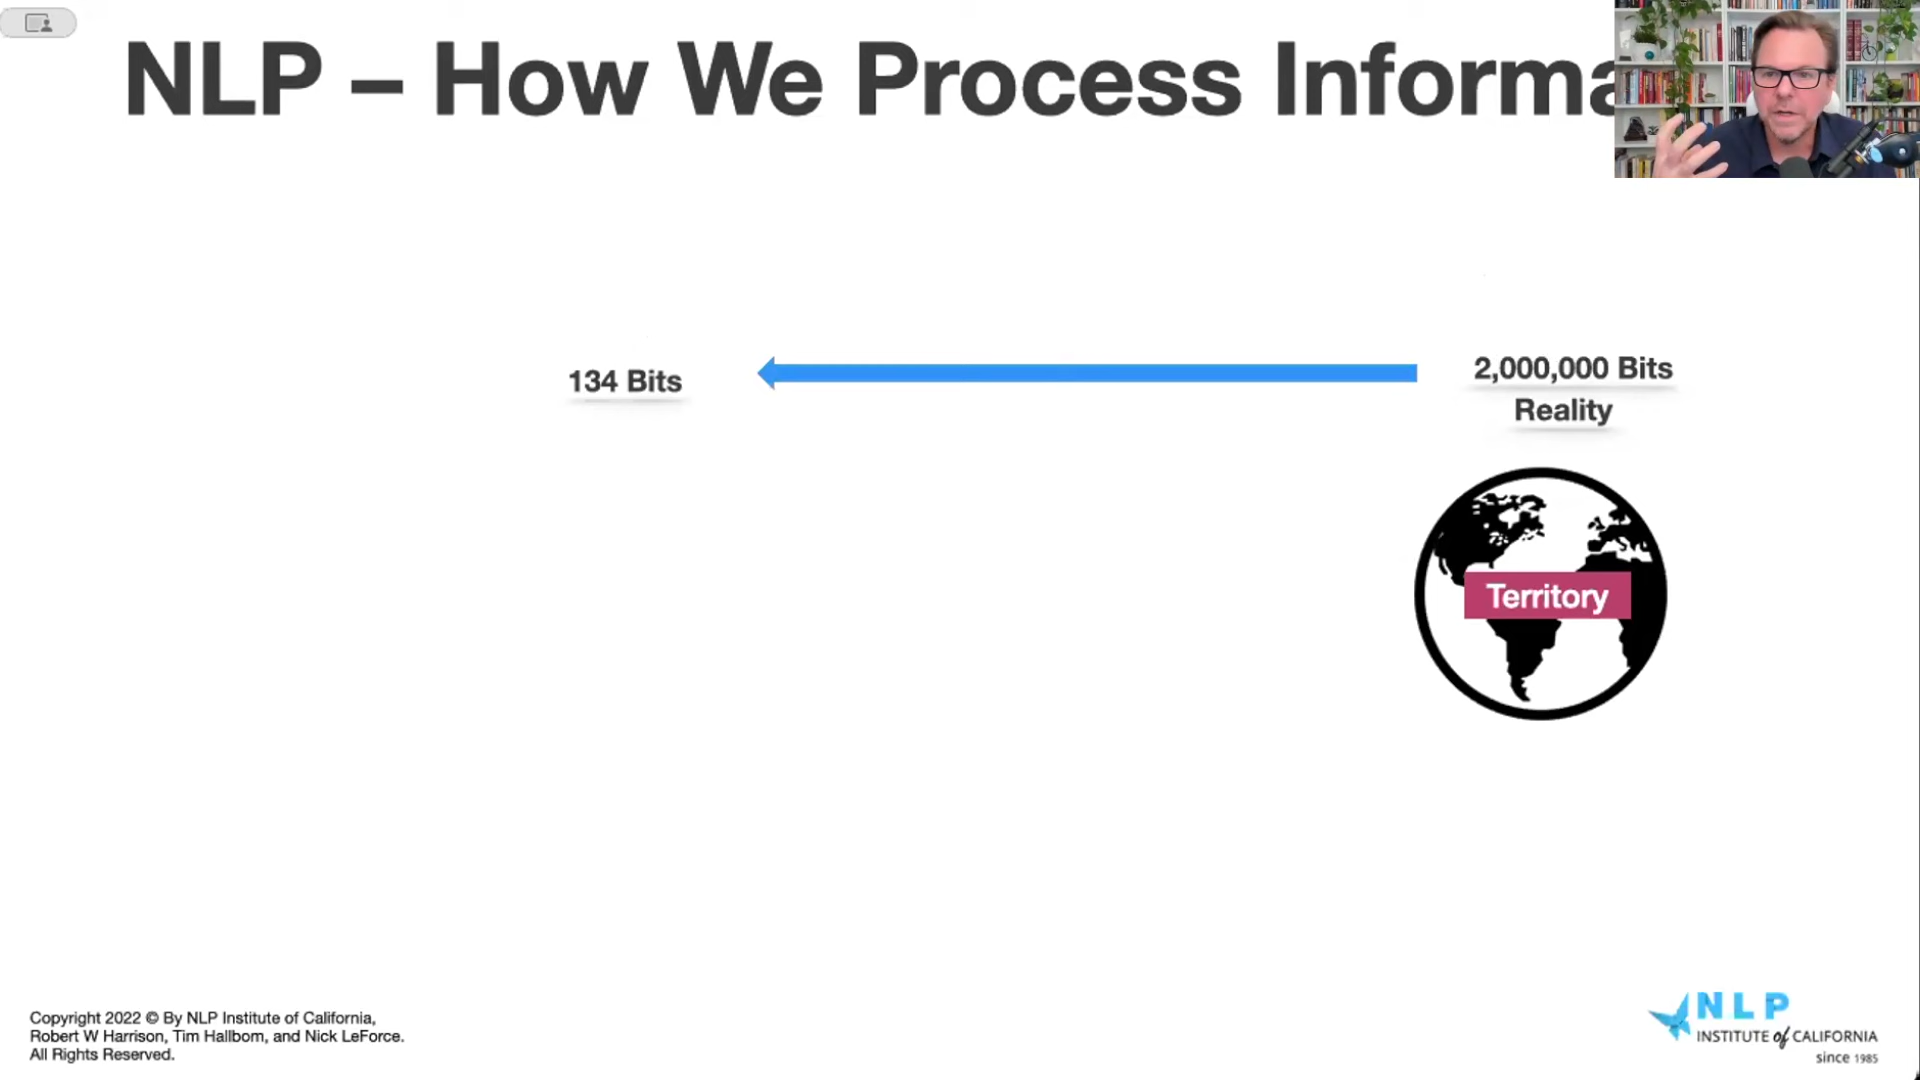 NLP – How We Process Informa
134 Bits
2,000,000 Bits
Reality
Territory
Copyright 2022 © By NLP Institute of California,
Robert W Harrison, Tim Hallbom, and Nick LeForce.
All Rights Reserved.
NLP
INSTITUTE of CALIFORNIA
since 1985